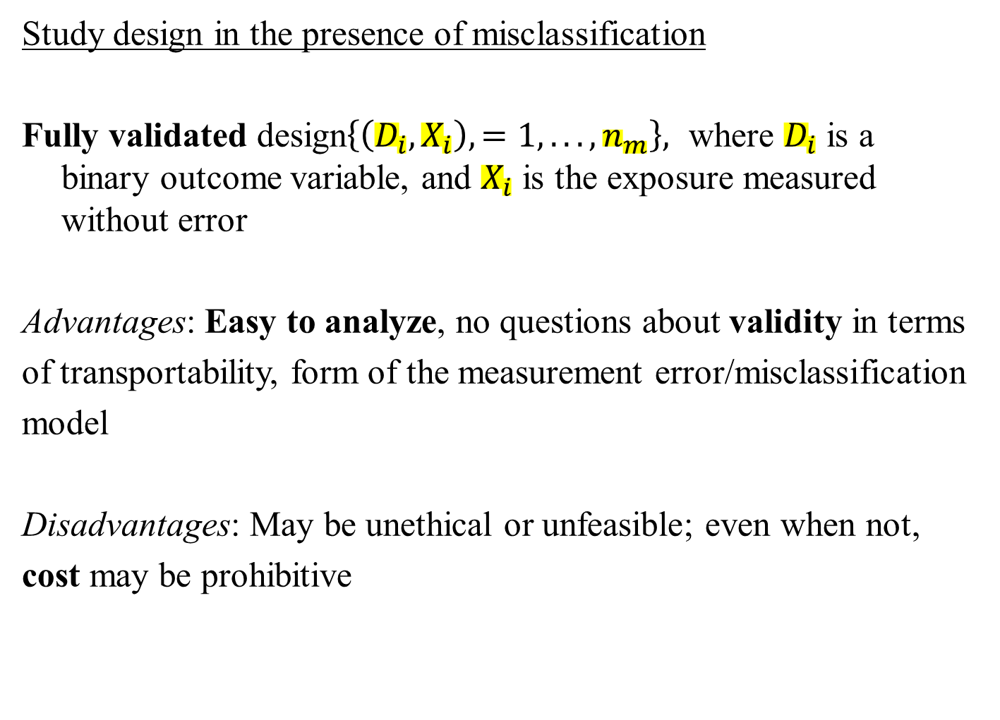 Study design in the presence of misclassification
Fully validated design{(D_i, X_i), = 1, . . . , n_m}, where D_i is a
binary outcome variable, and X_i is the exposure measured
without error
Advantages: Easy to analyze, no questions about validity in terms
of transportability, form of the measurement error/misclassification
model
Disadvantages: May be unethical or unfeasible; even when not,
cost may be prohibitive